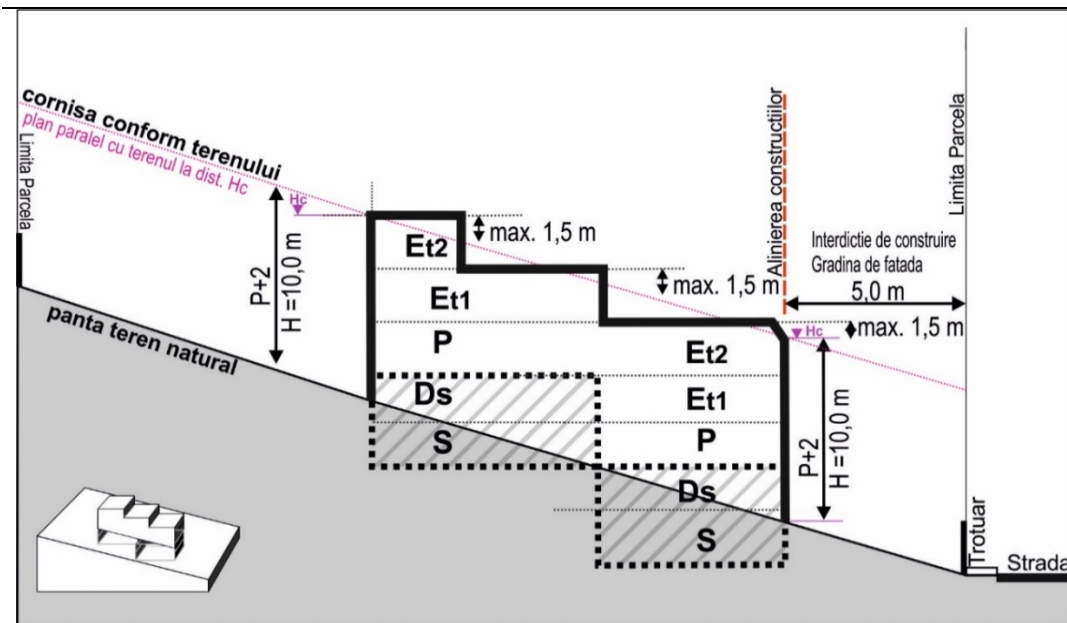 cornisa conform terenului
plan paralel cu terenul la dist. Hc
Limita Parcela
Hc
P+2
H =10,0 m
panta teren natural
Et2
max. 1,5 m
Et1
max. 1,5 m
P
Ds
S
Et2
Et1
P
Ds
S
Alinierea constructiilor
Limita Parcela
Interdictie de construire
Gradina de fatada
5,0 m
Hc
max. 1,5 m
P+2
H =10,0 m
Trotuar
Strada